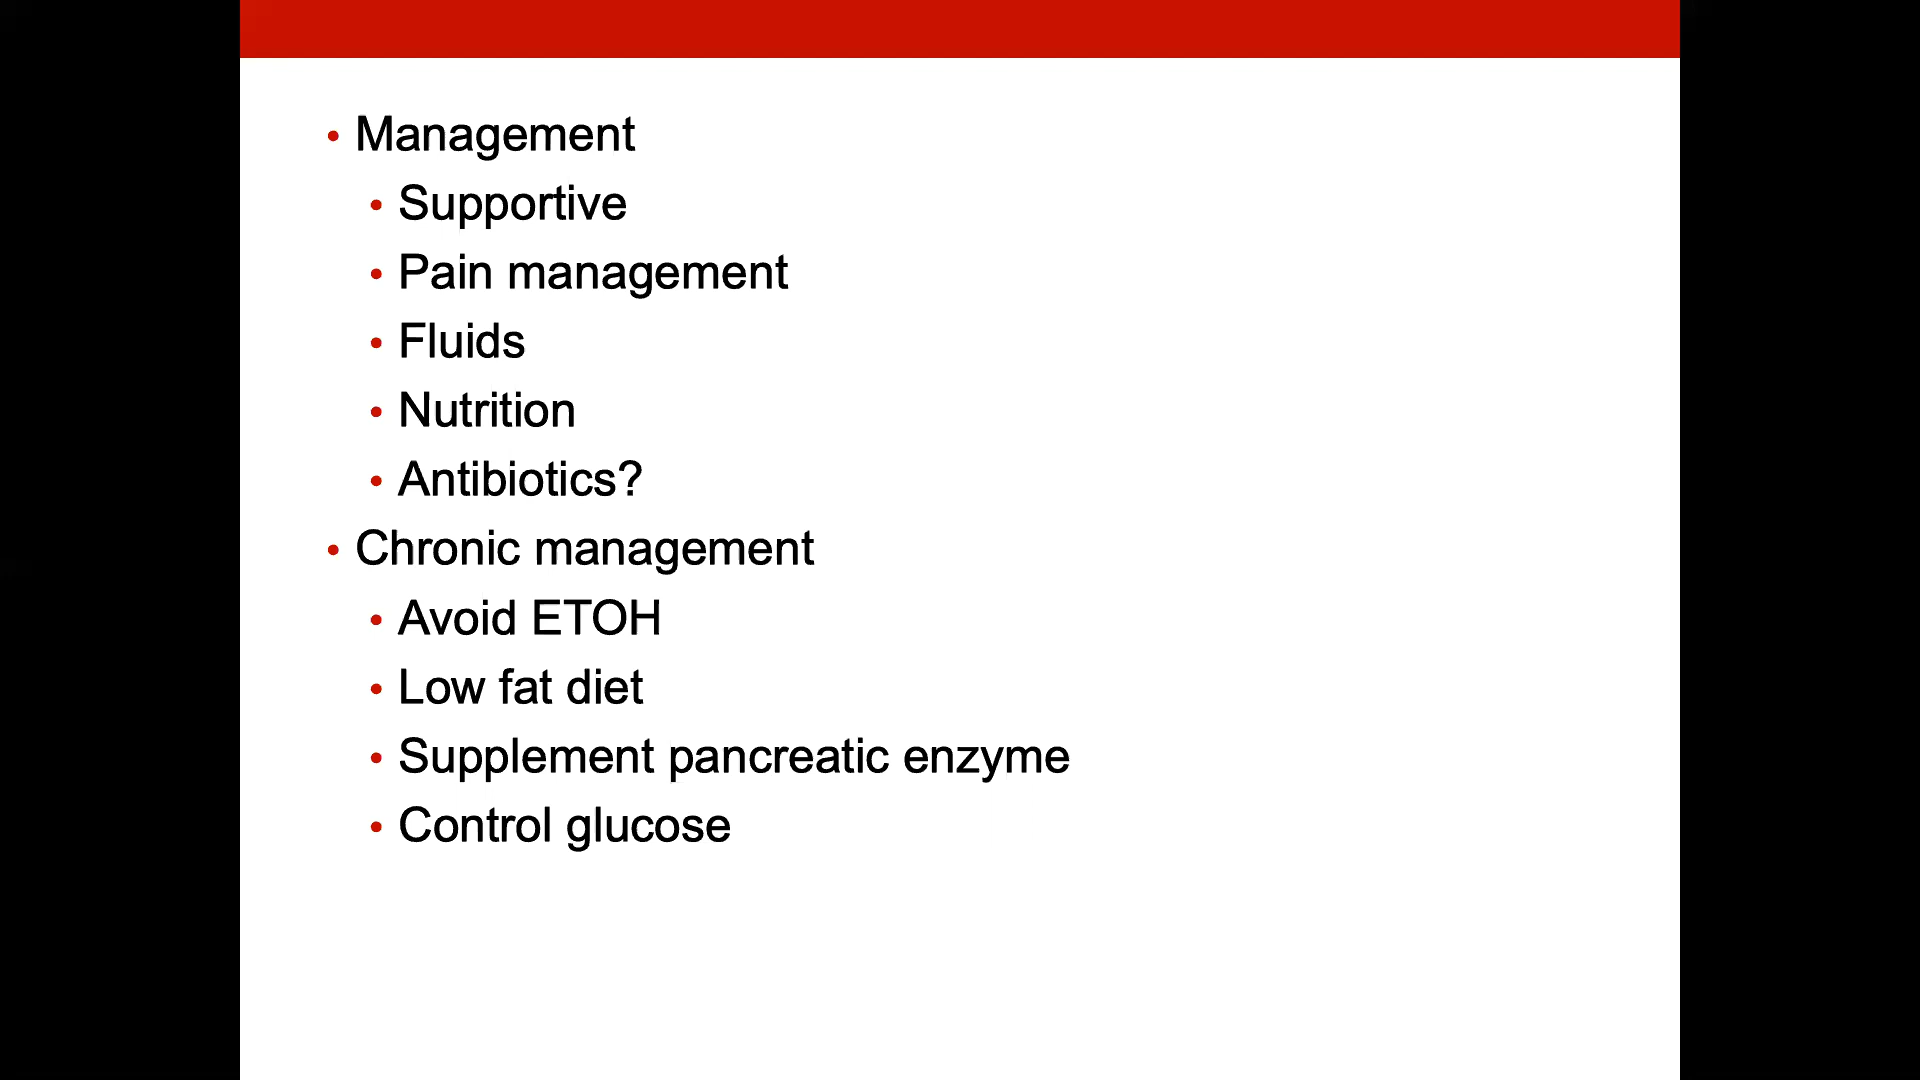 • Management
• Supportive
• Pain management
• Fluids
• Nutrition
• Antibiotics?
• Chronic management
• Avoid ETOH
• Low fat diet
• Supplement pancreatic enzyme
• Control glucose